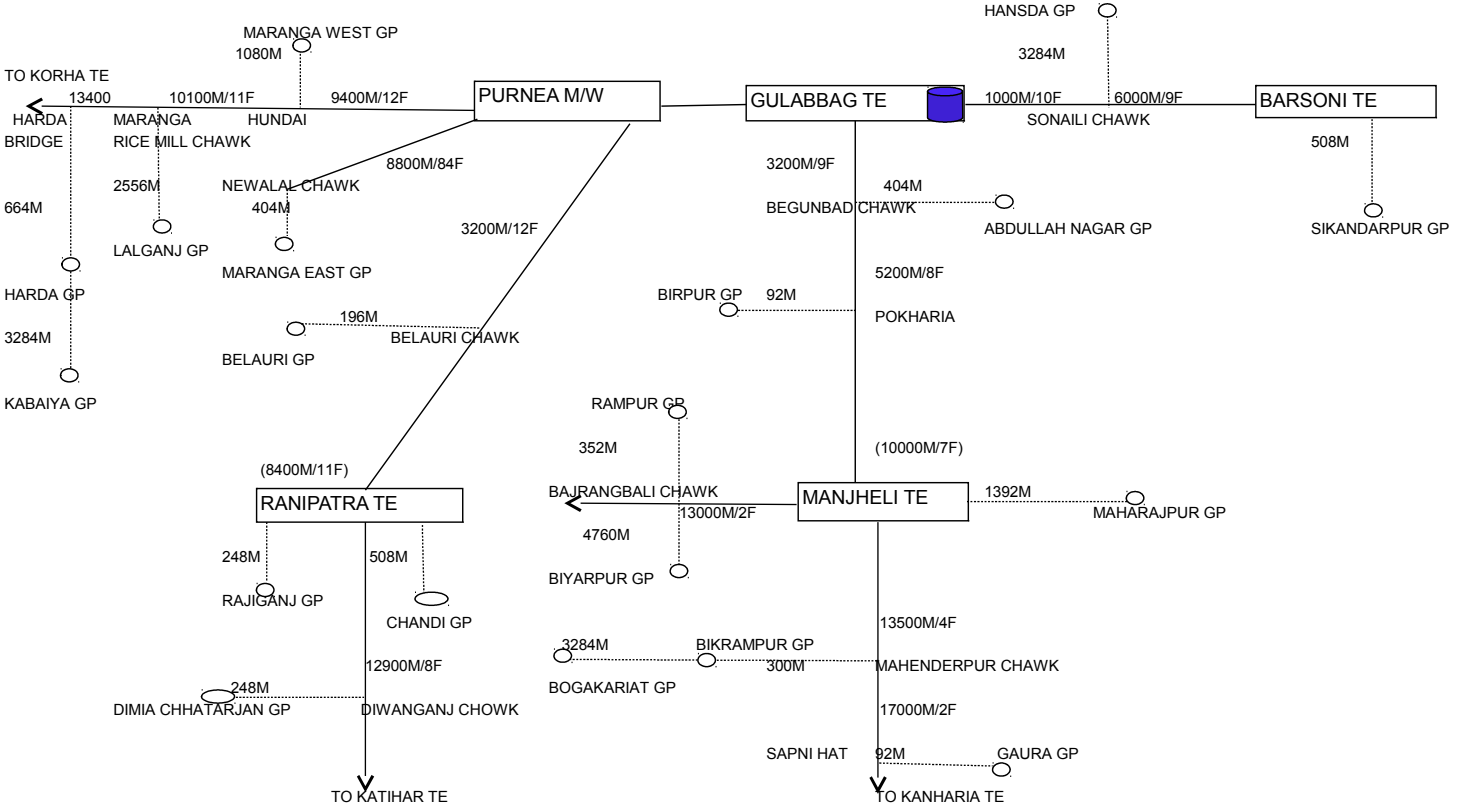 HANSDA GP
MARANGA WEST GP
1080M
3284M
TO KORHA TE
13400
10100M/11F
9400M/12F
PURNEA M/W
GULABBAG TE
1000M/10F
6000M/9F
BARSONI TE
HARDA
BRIDGE
MARANGA
RICE MILL CHAWK
HUNDAI
SONAILI CHAWK
508M
8800M/84F
3200M/9F
2556M
NEWALAL CHAWK
404M
404M
664M
BEGUNBAD CHAWK
3200M/12F
ABDULLAH NAGAR GP
SIKANDARPUR GP
LALGANJ GP
MARANGA EAST GP
5200M/8F
HARDA GP
BIRPUR GP
92M
196M
POKHARIA
3284M
BELAURI CHAWK
BELAURI GP
KABAIYA GP
RAMPUR GP
352M
(10000M/7F)
(8400M/11F)
RANIPATRA TE
BAJRANGBALI CHAWK
MANJHELI TE
1392M
13000M/2F
MAHARAJPUR GP
4760M
248M
508M
BIYARPUR GP
RAJIGANJ GP
CHANDI GP
13500M/4F
3284M
BIKRAMPUR GP
12900M/8F
300M
MAHENDERPUR CHAWK
BOGAKARIAT GP
248M
DIMIA CHHATARJAN GP
DIWANGANJ CHOWK
17000M/2F
SAPNI HAT
92M
GAURA GP
TO KATIHAR TE
TO KANHARIA TE